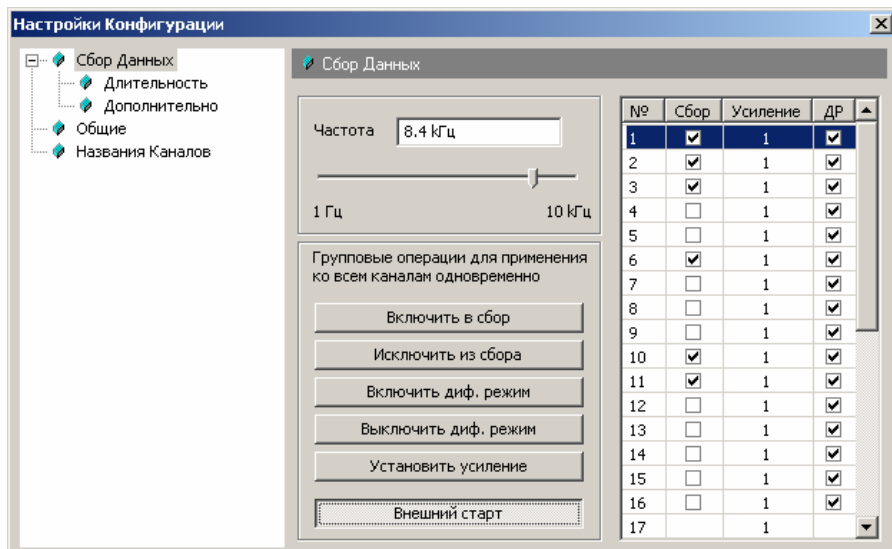 Настройки Конфигурации
Сбор Данных
Длительность
Дополнительно
Общие
Названия Каналов
Сбор Данных
Частота 8.4 kГц
1 Гц 10 kГц
Групповые операции для применения
ко всем каналам одновременно
Включить в сбор
Исключить из сбора
Включить диф. режим
Выключить диф. режим
Установить усиление
Внешний старт
№ Сбор Усиление ДР
1 1
2 1
3 1
4 1
5 1
6 1
7 1
8 1
9 1
10 1
11 1
12 1
13 1
14 1
15 1
16 1
17 1